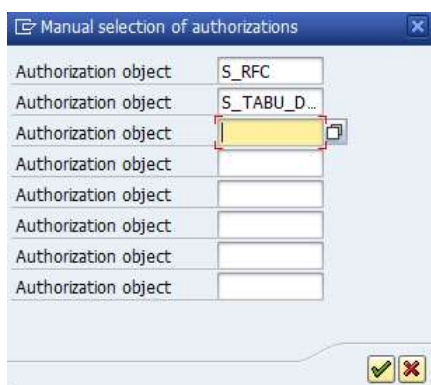 Manual selection of authorizations
Authorization object S_RFC
Authorization object S_TABU_D...
Authorization object
Authorization object
Authorization object
Authorization object
Authorization object
Authorization object